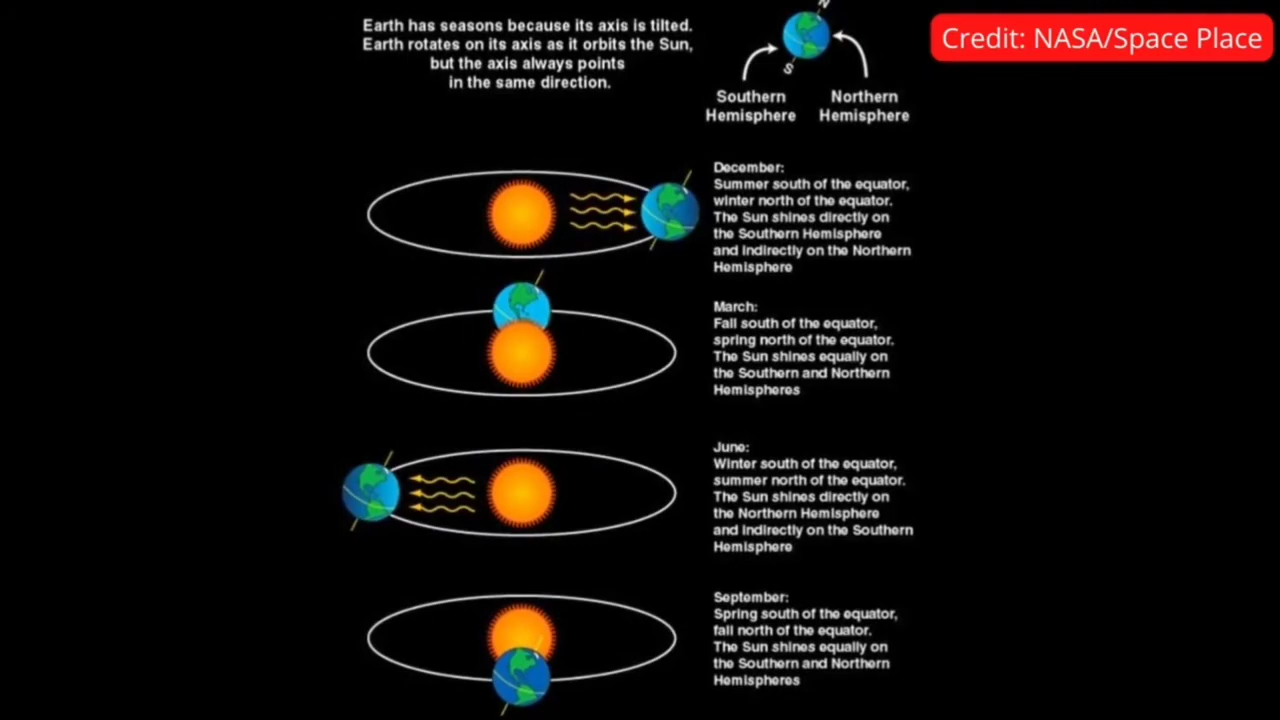 Earth has seasons because its axis is tilted.
Earth rotates on its axis as it orbits the Sun,
but the axis always points
in the same direction.
N
S
Southern
Hemisphere
Northern
Hemisphere
Credit: NASA/Space Place
December:
Summer south of the equator,
winter north of the equator.
The Sun shines directly on
the Southern Hemisphere
and indirectly on the Northern
Hemisphere
March:
Fall south of the equator,
spring north of the equator.
The Sun shines equally on
the Southern and Northern
Hemispheres
June:
Winter south of the equator,
summer north of the equator.
The Sun shines directly on
the Northern Hemisphere
and indirectly on the Southern
Hemisphere
September:
Spring south of the equator,
fall north of the equator.
The Sun shines equally on
the Southern and Northern
Hemispheres